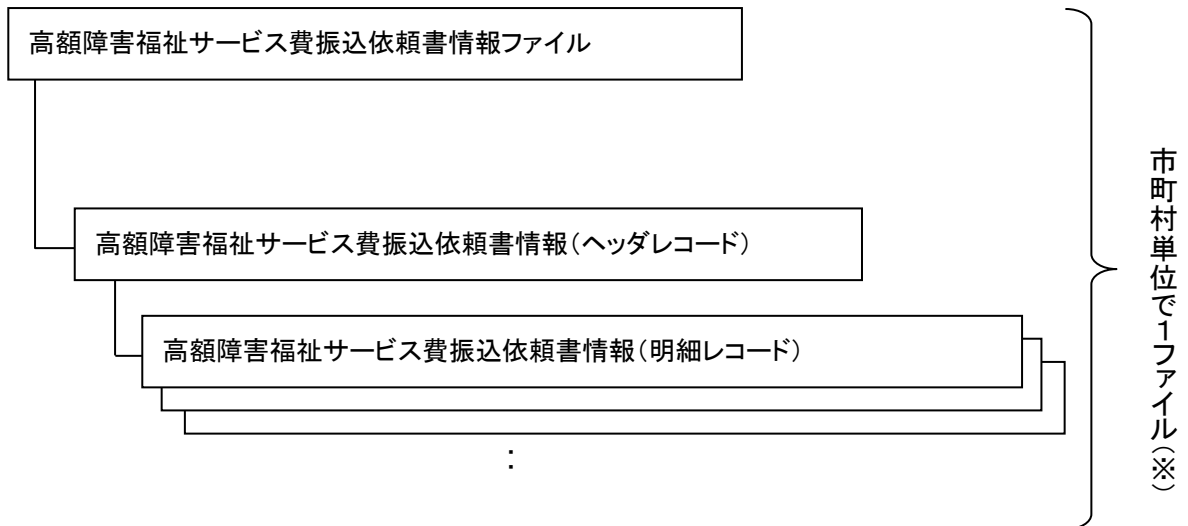 高額障害福祉サービス費振込依頼書情報ファイル
高額障害福祉サービス費振込依頼書情報(ヘッダレコード)
高額障害福祉サービス費振込依頼書情報(明細レコード)
:
市町村単位で1ファイル(※)